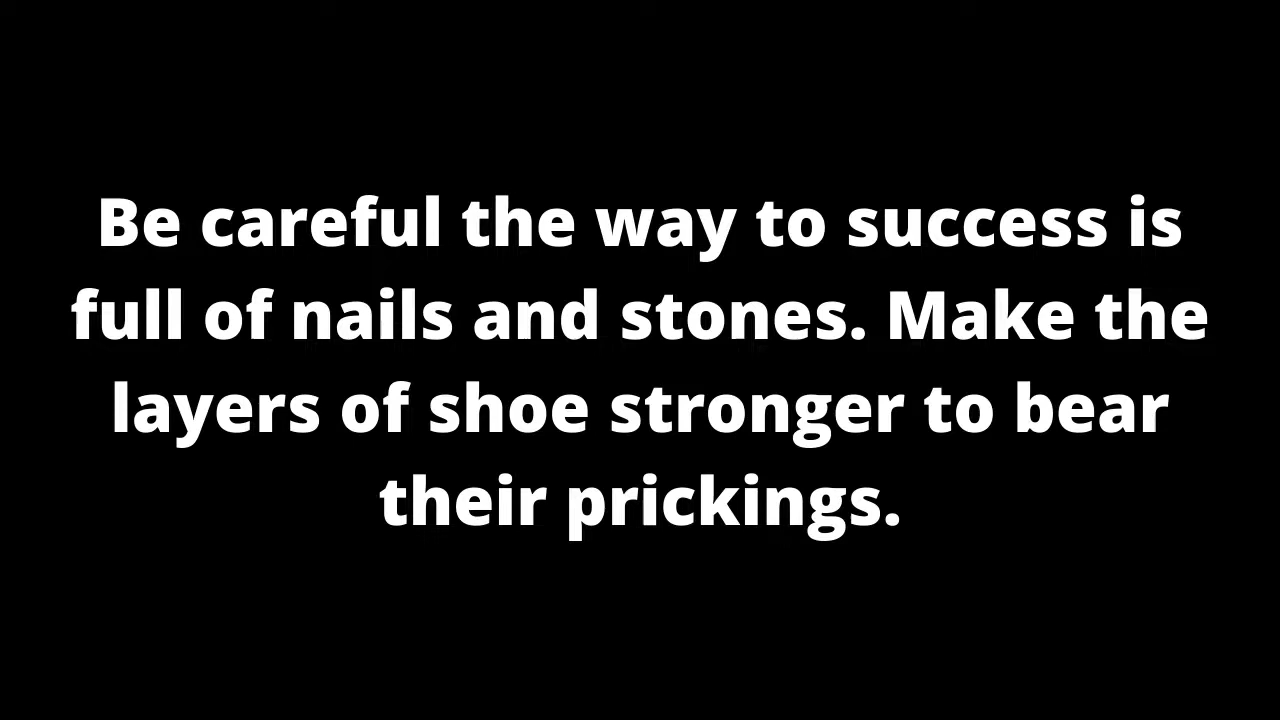 Be careful the way to success is
full of nails and stones. Make the
layers of shoe stronger to bear
their prickings.